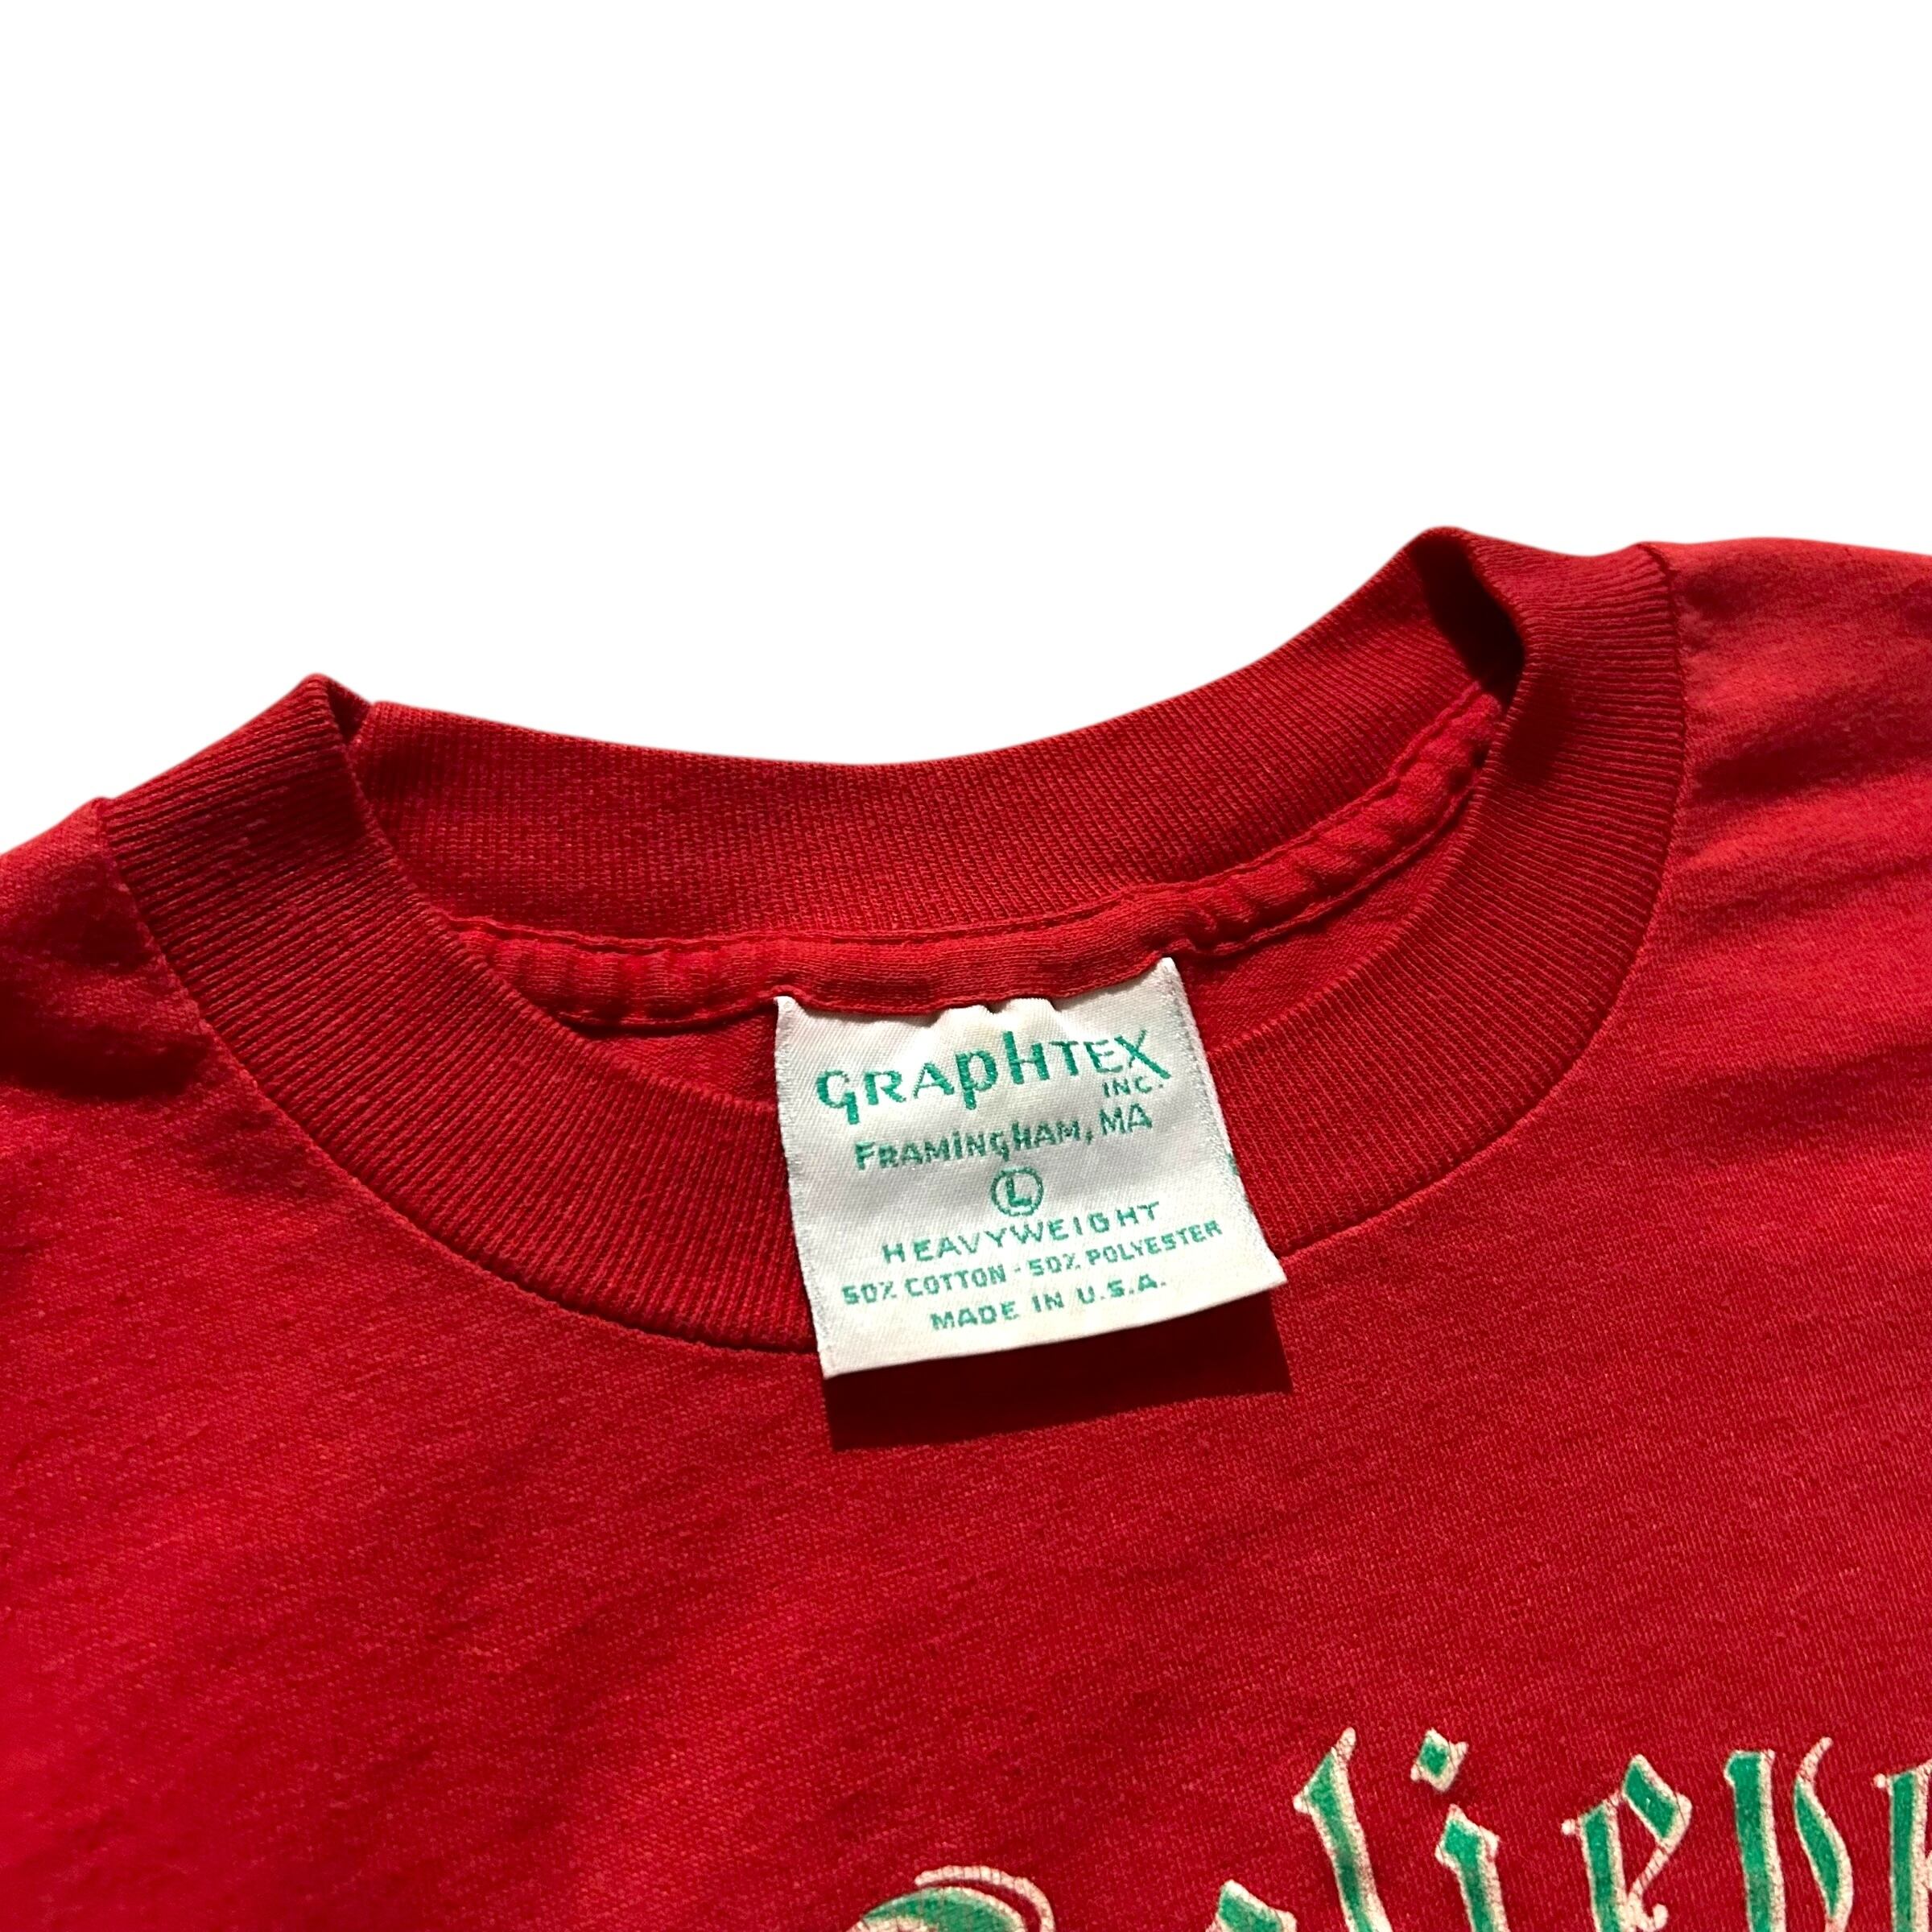 GRAPHTEX
INC.
FRAMINGHAM, MA
L
HEAVYWEIGHT
50% COTTON - 50% POLYESTER
MADE IN U.S.A.